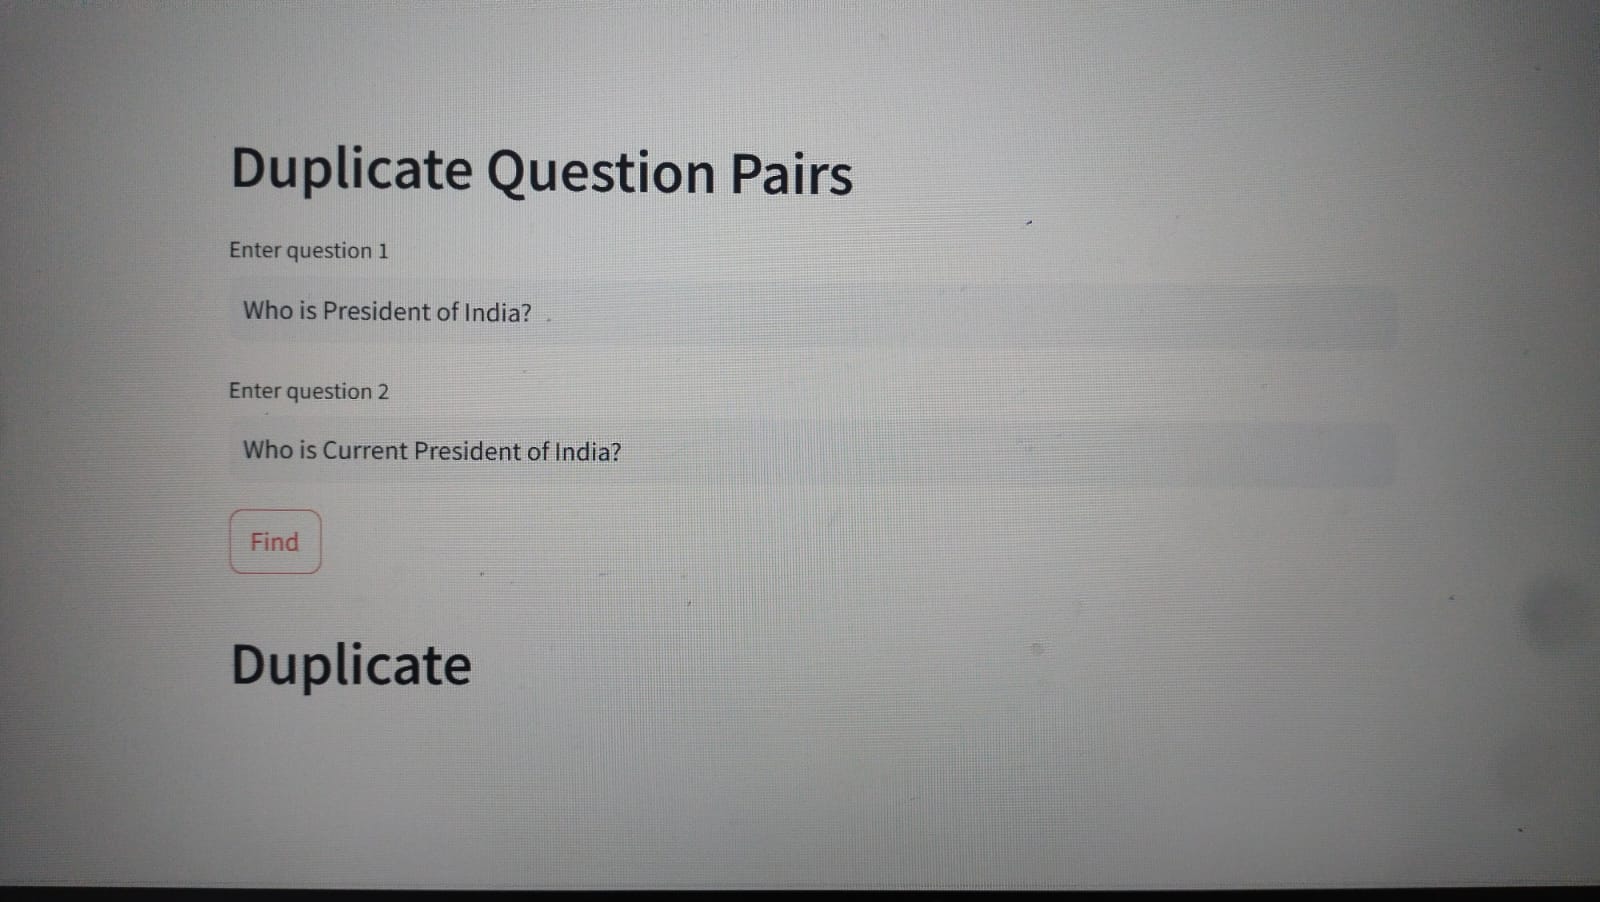 Duplicate Question Pairs
Enter question 1
Who is President of India?
Enter question 2
Who is Current President of India?
Find
Duplicate